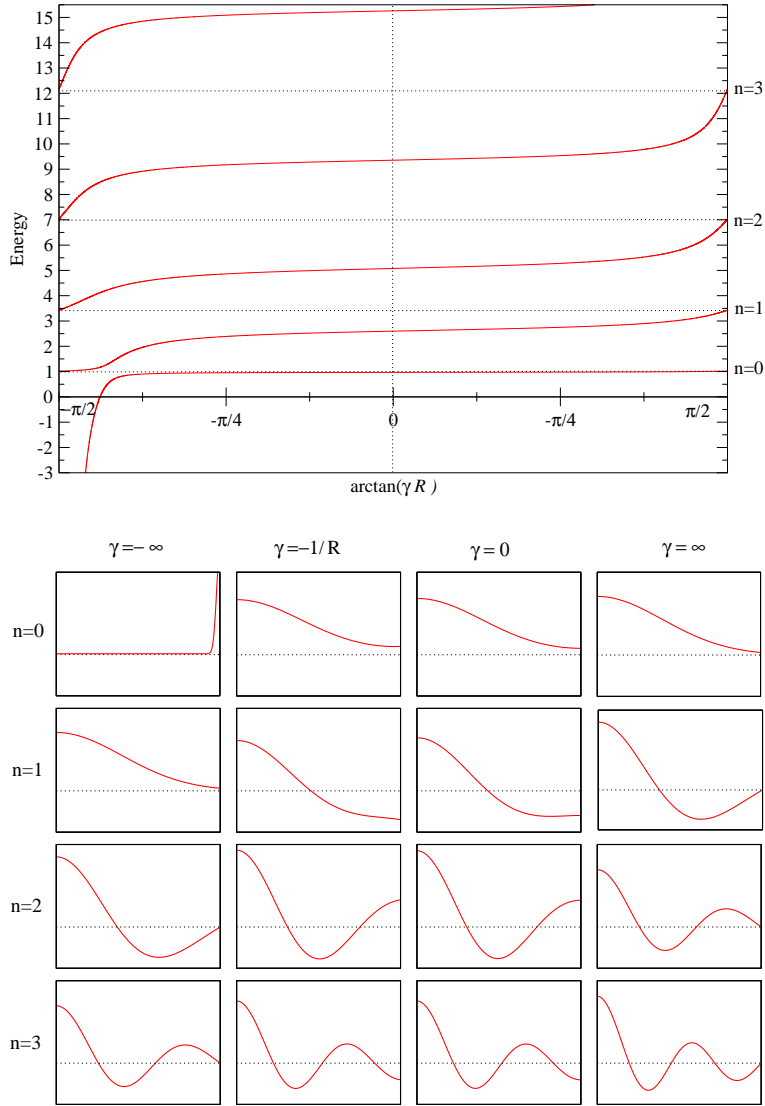 15
14
13
12
11
10
9
8
7
6
5
4
3
2
1
0
-1
-2
-3
Energy
n=3
n=2
n=1
n=0
−π/2 -π/4 0 -π/4 π/2
arctan(γ R )
γ = − ∞ γ = −1/ R γ = 0 γ = ∞
n=0
n=1
n=2
n=3